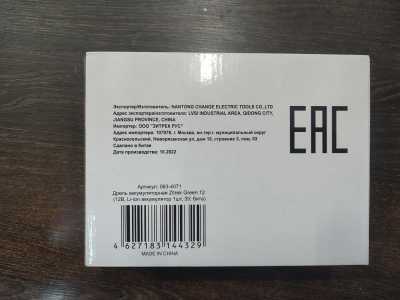 Экспортер/Изготовитель: NANTONG CHANGE ELECTRIC TOOLS CO.,LTD
Адрес экспортера/изготовителя: LVSI INDUSTRIAL AREA, QIDONG CITY,
JIANGSU PROVINCE, CHINA
Импортер: ООО "ЗИТРЕК РУС"
Адрес импортера: 107078, г. Москва, вн.тер.г. муниципальный округ
Красносельский, Новорязанская ул, дом 18, строение 3, пом. 53
Сделано в Китае
Дата производства: 10.2022
EAC
Артикул: 063-4071
Дрель аккумуляторная Zitrek Green 12
(12В, Li-ion аккумулятор 1шт, ЗУ, бита)
4 627183 144329
MADE IN CHINA